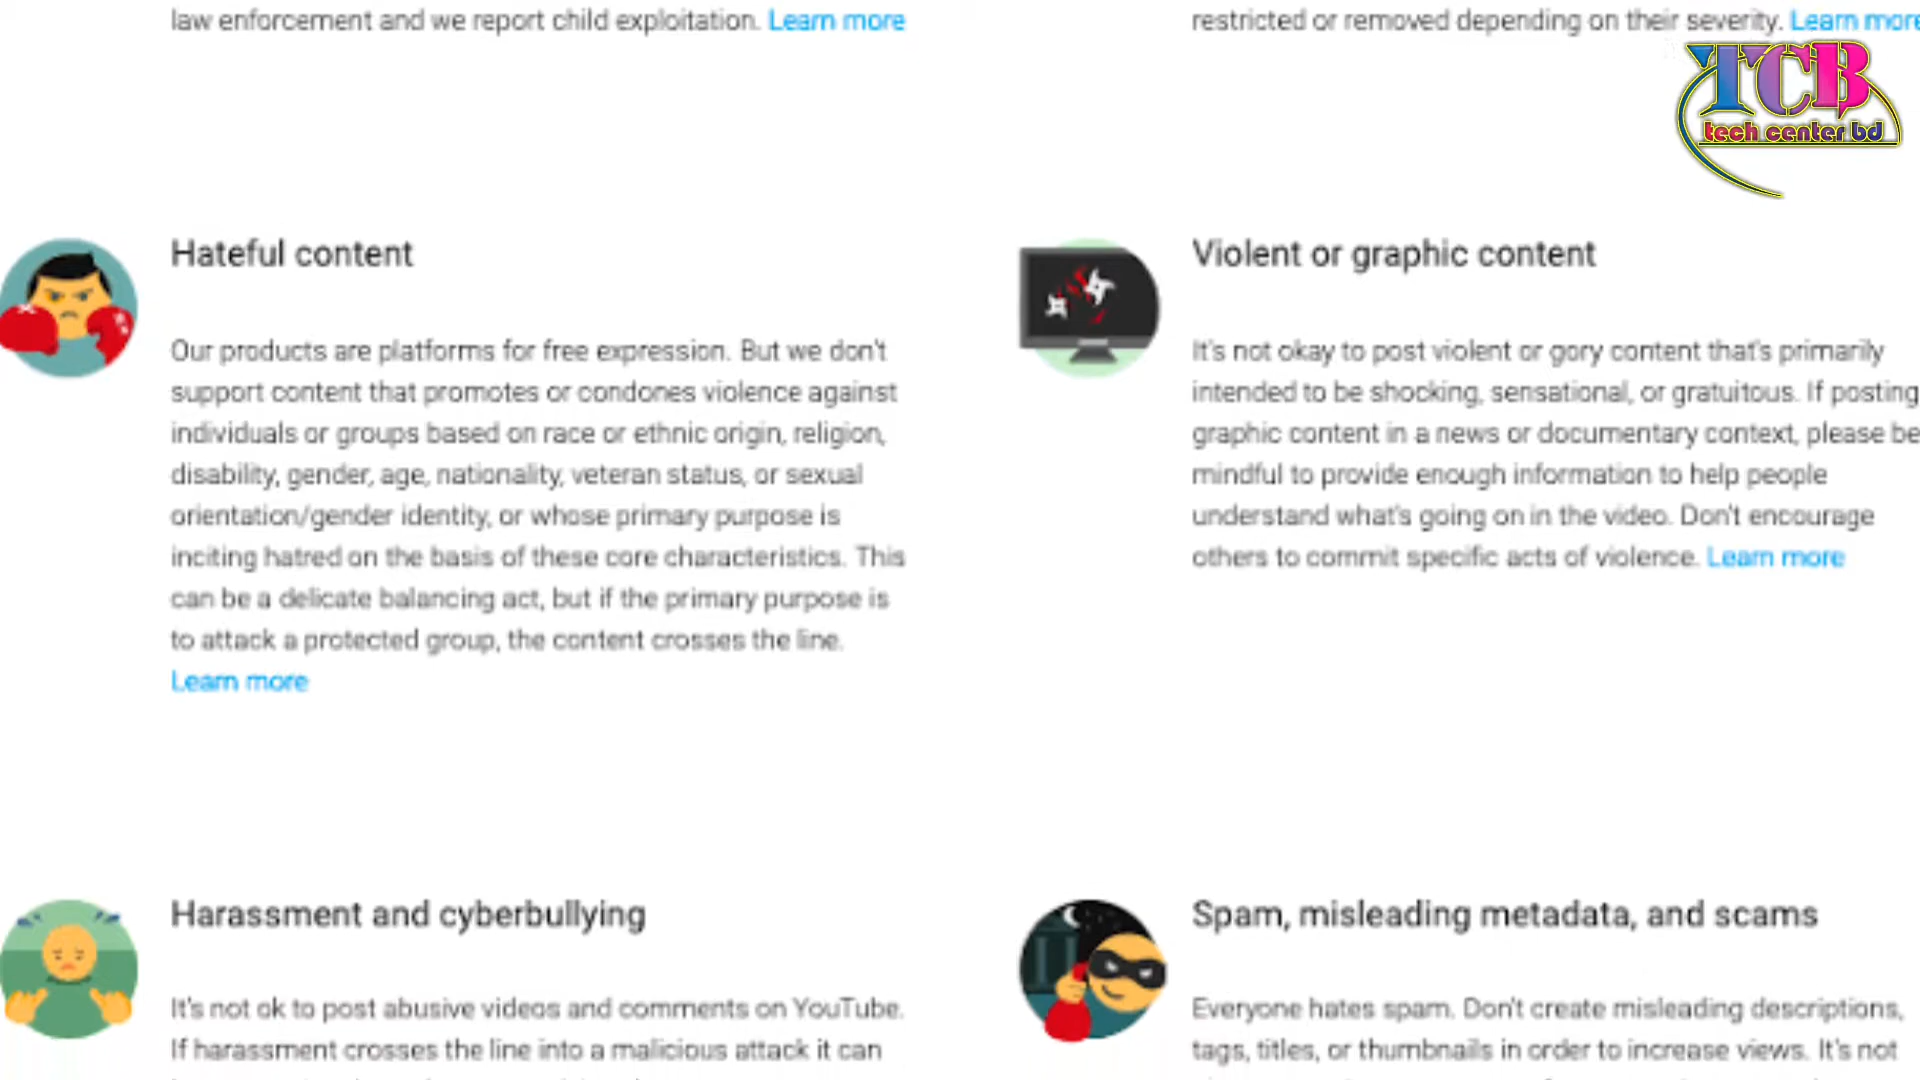 law enforcement and we report child exploitation. Learn more
restricted or removed depending on their severity. Learn more
TCB
tech center bd
Hateful content
Our products are platforms for free expression. But we don't
support content that promotes or condones violence against
individuals or groups based on race or ethnic origin, religion,
disability, gender, age, nationality, veteran status, or sexual
orientation/gender identity, or whose primary purpose is
inciting hatred on the basis of these core characteristics. This
can be a delicate balancing act, but if the primary purpose is
to attack a protected group, the content crosses the line.
Learn more
Violent or graphic content
It's not okay to post violent or gory content that's primarily
intended to be shocking, sensational, or gratuitous. If posting
graphic content in a news or documentary context, please be
mindful to provide enough information to help people
understand what's going on in the video. Don't encourage
others to commit specific acts of violence. Learn more
Harassment and cyberbullying
It's not ok to post abusive videos and comments on YouTube.
If harassment crosses the line into a malicious attack it can
Spam, misleading metadata, and scams
Everyone hates spam. Don't create misleading descriptions,
tags, titles, or thumbnails in order to increase views. It's not